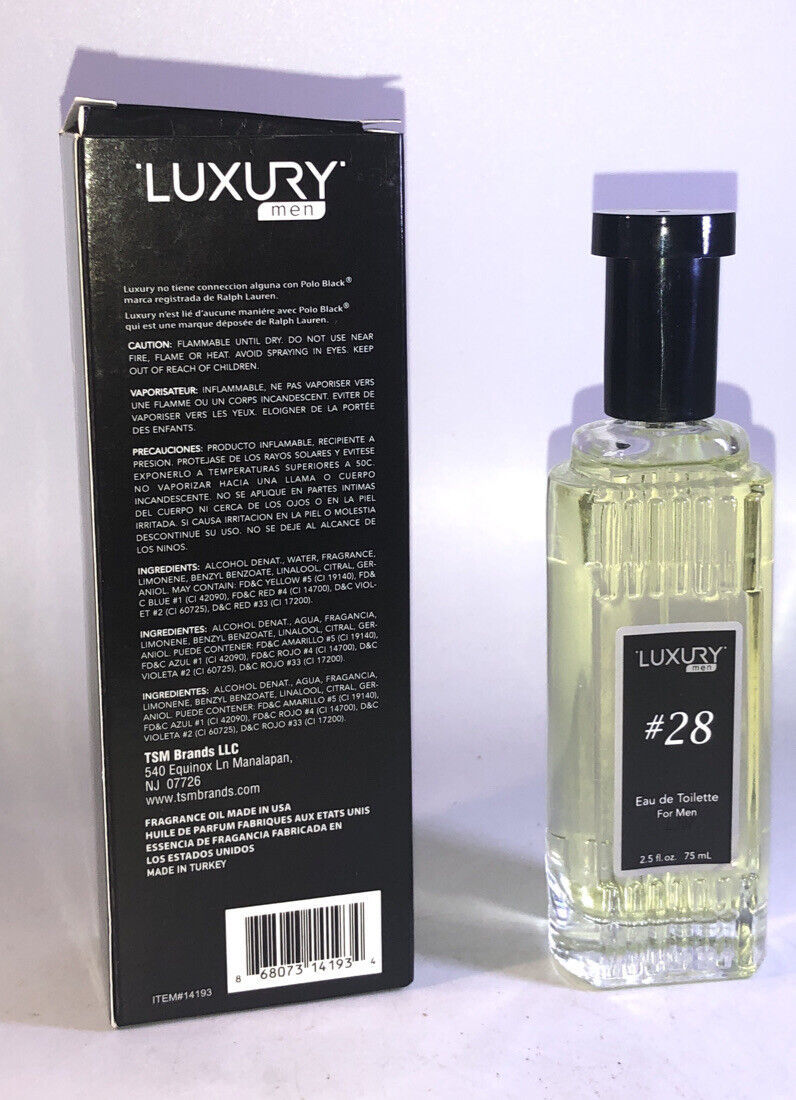 LUXURY
men
Luxury no tiene conneccion alguna con Polo Black®
marca registrada de Ralph Lauren.
Luxury n'est lié d'aucune maniére avec Polo Black®
qui est une marque déposée de Ralph Lauren.
CAUTION: FLAMMABLE UNTIL DRY. DO NOT USE NEAR
FIRE, FLAME OR HEAT. AVOID SPRAYING IN EYES. KEEP
OUT OF REACH OF CHILDREN.
VAPORISATEUR: INFLAMMABLE, NE PAS VAPORISER VERS
UNE FLAMME OU UN CORPS INCANDESCENT. EVITER DE
VAPORISER VERS LES YEUX. ELOIGNER DE LA PORTÉE
DES ENFANTS.
PRECAUCIONES: PRODUCTO INFLAMABLE, RECIPIENTE A
PRESION. PROTEJASE DE LOS RAYOS SOLARES Y EVITESE
EXPONERLO A TEMPERATURAS SUPERIORES A 50C.
NO VAPORIZAR HACIA UNA LLAMA O CUERPO
INCANDESCENTE. NO SE APLIQUE EN PARTES INTIMAS
DEL CUERPO NI CERCA DE LOS OJOS O EN LA PIEL
IRRITADA. SI CAUSA IRRITACION EN LA PIEL O MOLESTIA
DESCONTINUE SU USO. NO SE DEJE AL ALCANCE DE
LOS NINOS.
INGREDIENTS: ALCOHOL DENAT., WATER, FRAGRANCE,
LIMONENE, BENZYL BENZOATE, LINALOOL, CITRAL, GER-
ANIOL. MAY CONTAIN: FD&C YELLOW #5 (CI 19140), FD&
C BLUE #1 (CI 42090), FD&C RED #4 (CI 14700), D&C VIOL-
ET #2 (CI 60725), D&C RED #33 (CI 17200).
INGREDIENTES: ALCOHOL DENAT., AGUA, FRAGANCIA,
LIMONENE, BENZYL BENZOATE, LINALOOL, CITRAL, GER-
ANIOL. PUEDE CONTENER: FD&C AMARILLO #5 (CI 19140),
FD&C AZUL #1 (CI 42090), FD&C ROJO #4 (CI 14700), D&C
VIOLETA #2 (CI 60725), D&C ROJO #33 (CI 17200).
INGREDIENTES: ALCOHOL DENAT., AGUA, FRAGANCIA,
LIMONENE, BENZYL BENZOATE, LINALOOL, CITRAL, GER-
ANIOL. PUEDE CONTENER: FD&C AMARILLO #5 (CI 19140),
FD&C AZUL #1 (CI 42090), FD&C ROJO #4 (CI 14700), D&C
VIOLETA #2 (CI 60725), D&C ROJO #33 (CI 17200).
TSM Brands LLC
540 Equinox Ln Manalapan,
NJ 07726
www.tsmbrands.com
FRAGRANCE OIL MADE IN USA
HUILE DE PARFUM FABRIQUES AUX ETATS UNIS
ESSENCIA DE FRAGANCIA FABRICADA EN
LOS ESTADOS UNIDOS
MADE IN TURKEY
8 68073 14193 4
ITEM#14193
LUXURY
men
#28
Eau de Toilette
For Men
2.5 fl.oz. 75 mL